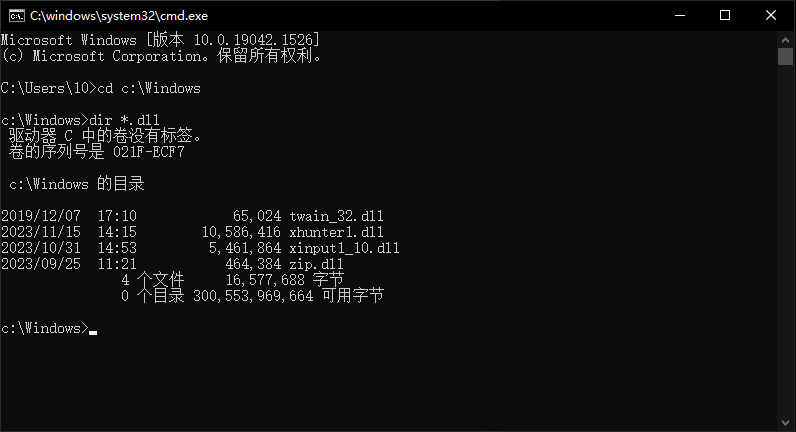 C:\windows\system32\cmd.exe
Microsoft Windows [版本 10.0.19042.1526]
(c) Microsoft Corporation。保留所有权利。
C:\Users\10>cd c:\Windows
c:\Windows>dir *.dll
驱动器 C 中的卷没有标签。
卷的序列号是 021F-ECF7
c:\Windows 的目录
2019/12/07  17:10            65,024 twain_32.dll
2023/11/15  14:15        10,586,416 xhunter1.dll
2023/10/31  14:53         5,461,864 xinput1_10.dll
2023/09/25  11:21           464,384 zip.dll
4 个文件     16,577,688 字节
0 个目录 300,553,969,664 可用字节
c:\Windows>